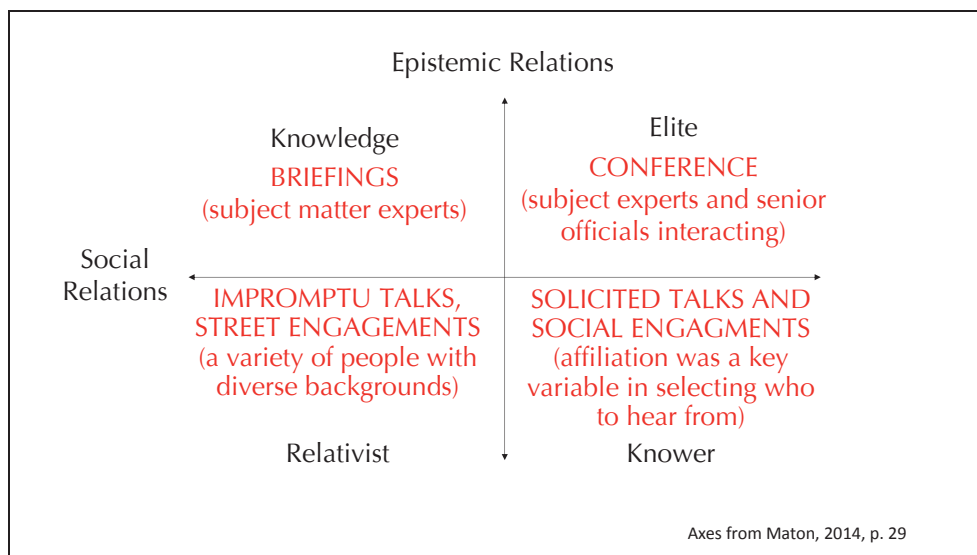 Epistemic Relations
Knowledge
BRIEFINGS
(subject matter experts)
Elite
CONFERENCE
(subject experts and senior
officials interacting)
Social
Relations
IMPROMPTU TALKS,
STREET ENGAGEMENTS
(a variety of people with
diverse backgrounds)
Relativist
SOLICITED TALKS AND
SOCIAL ENGAGMENTS
(affiliation was a key
variable in selecting who
to hear from)
Knower
Axes from Maton, 2014, p. 29